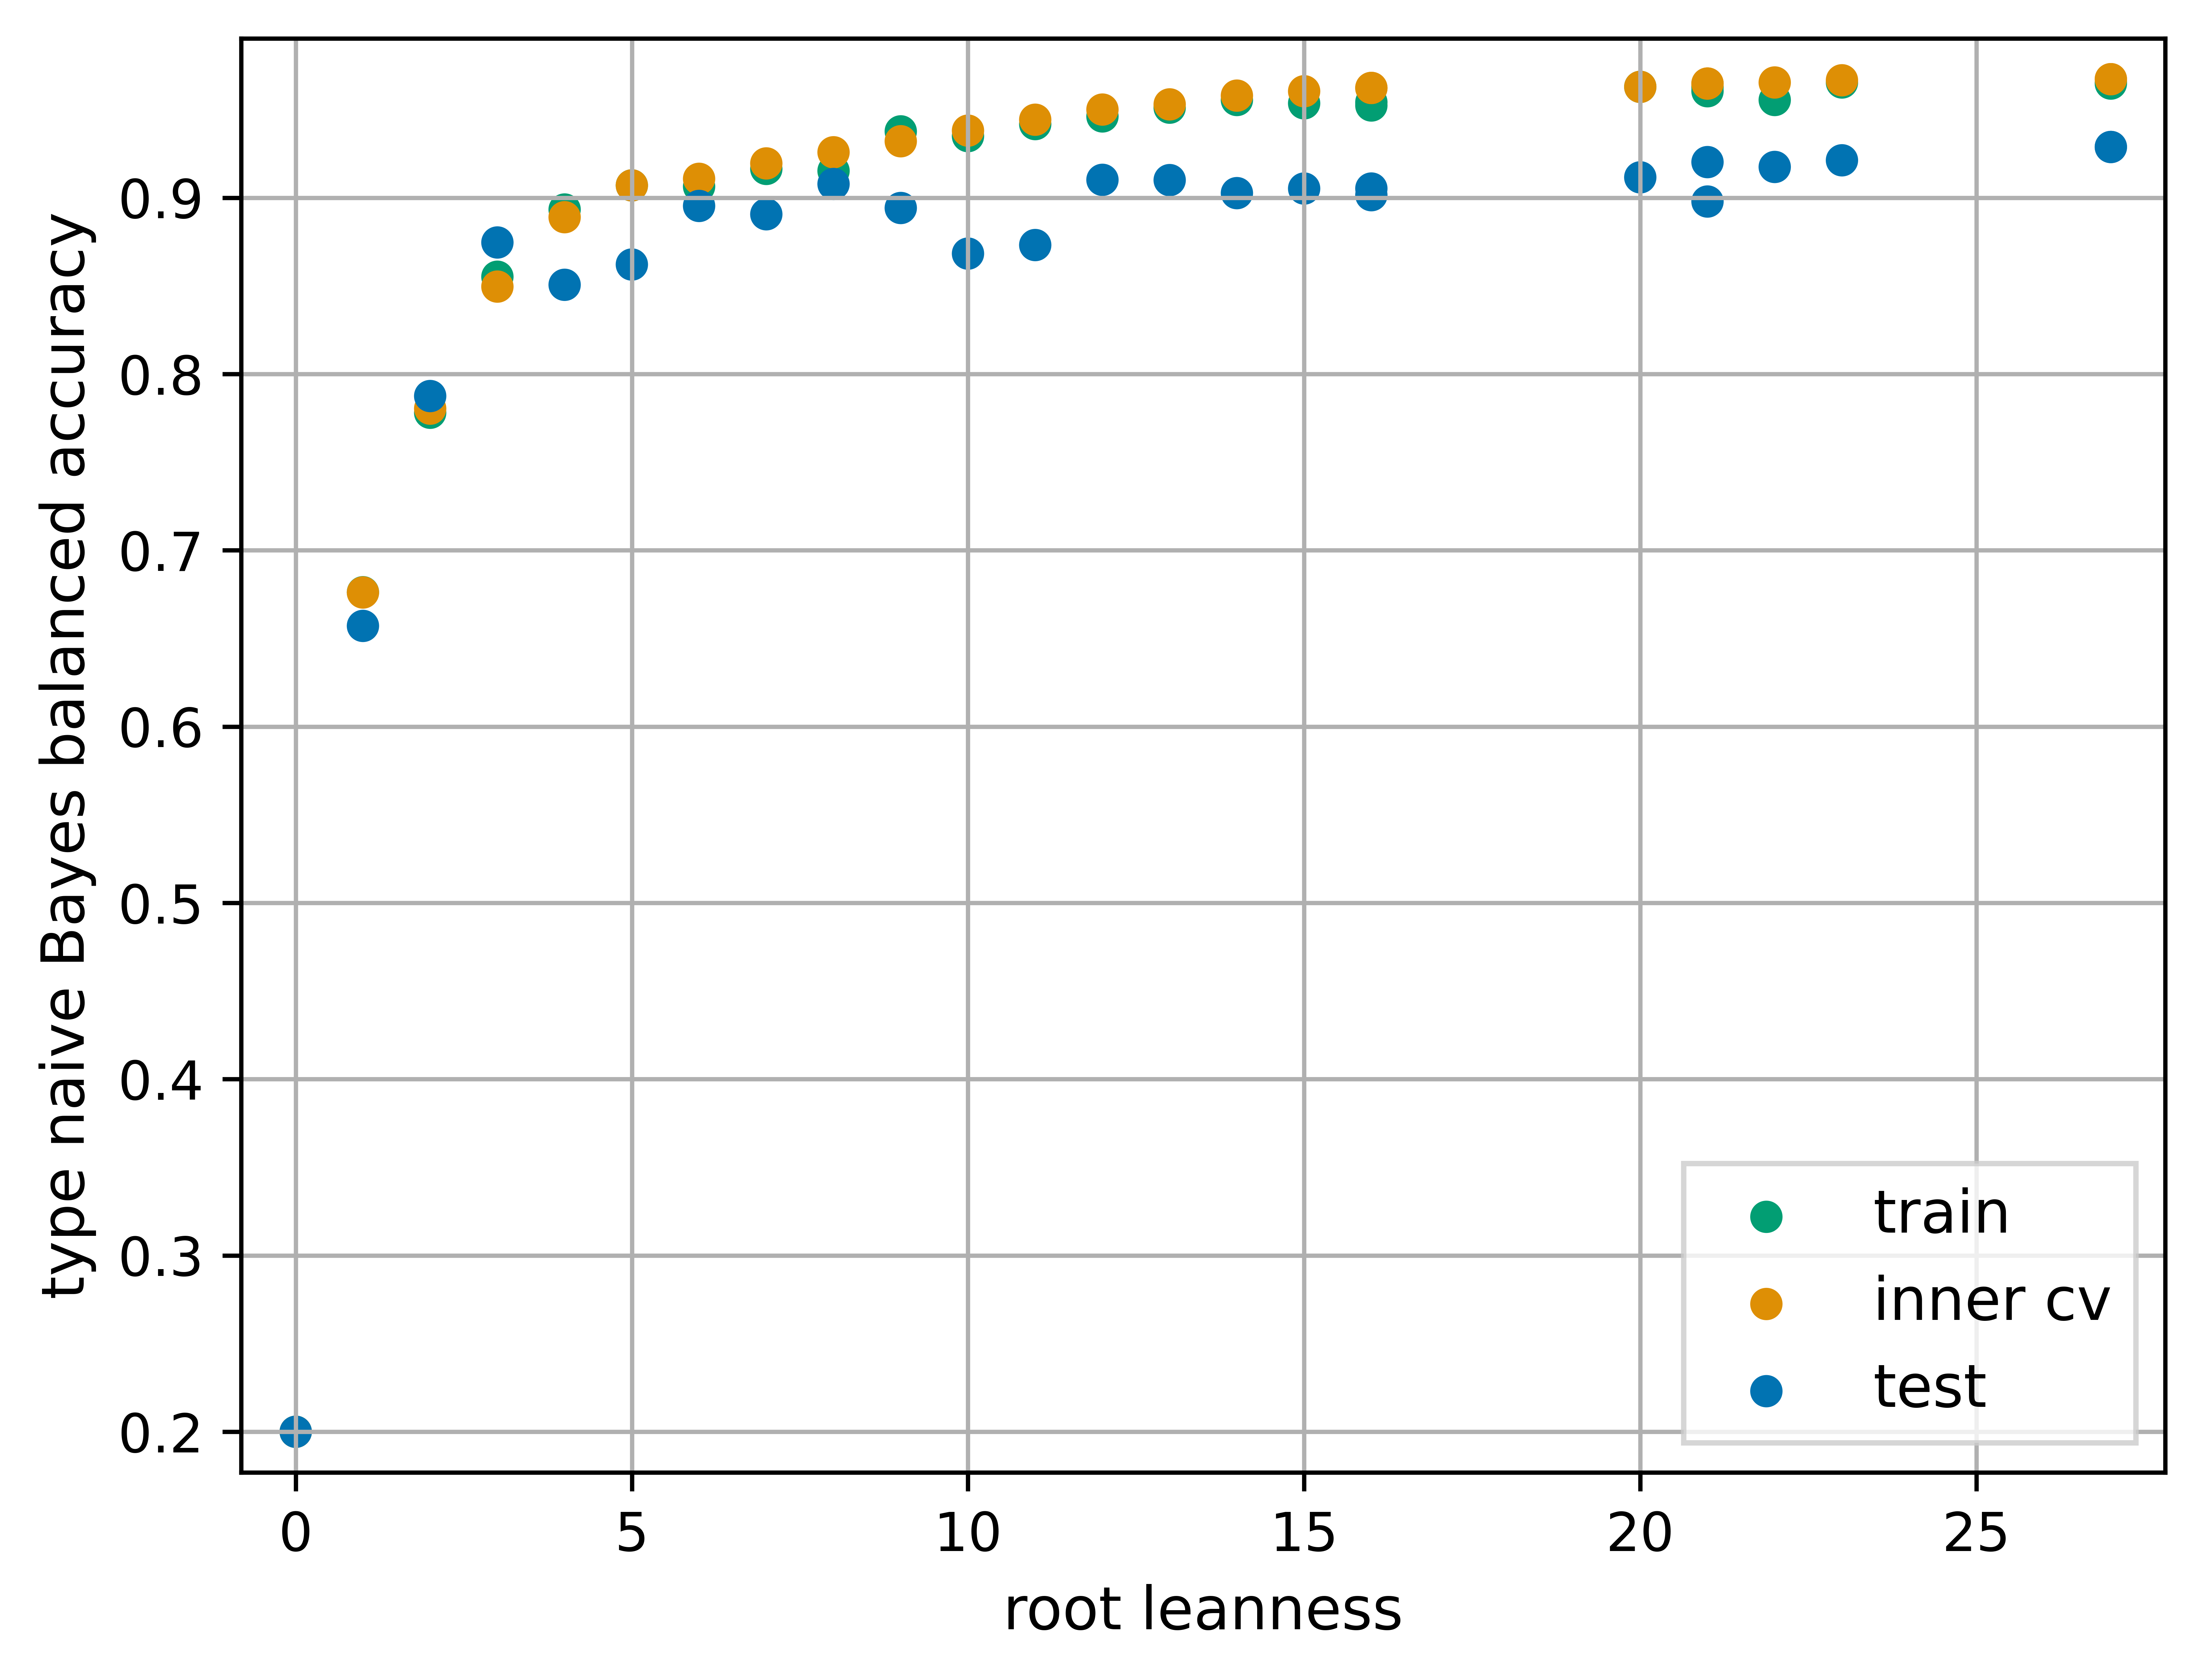 type naive Bayes balanced accuracy
0.9
0.8
0.7
0.6
0.5
0.4
0.3
0.2
0 5 10 15 20 25
root leanness
train
inner cv
test